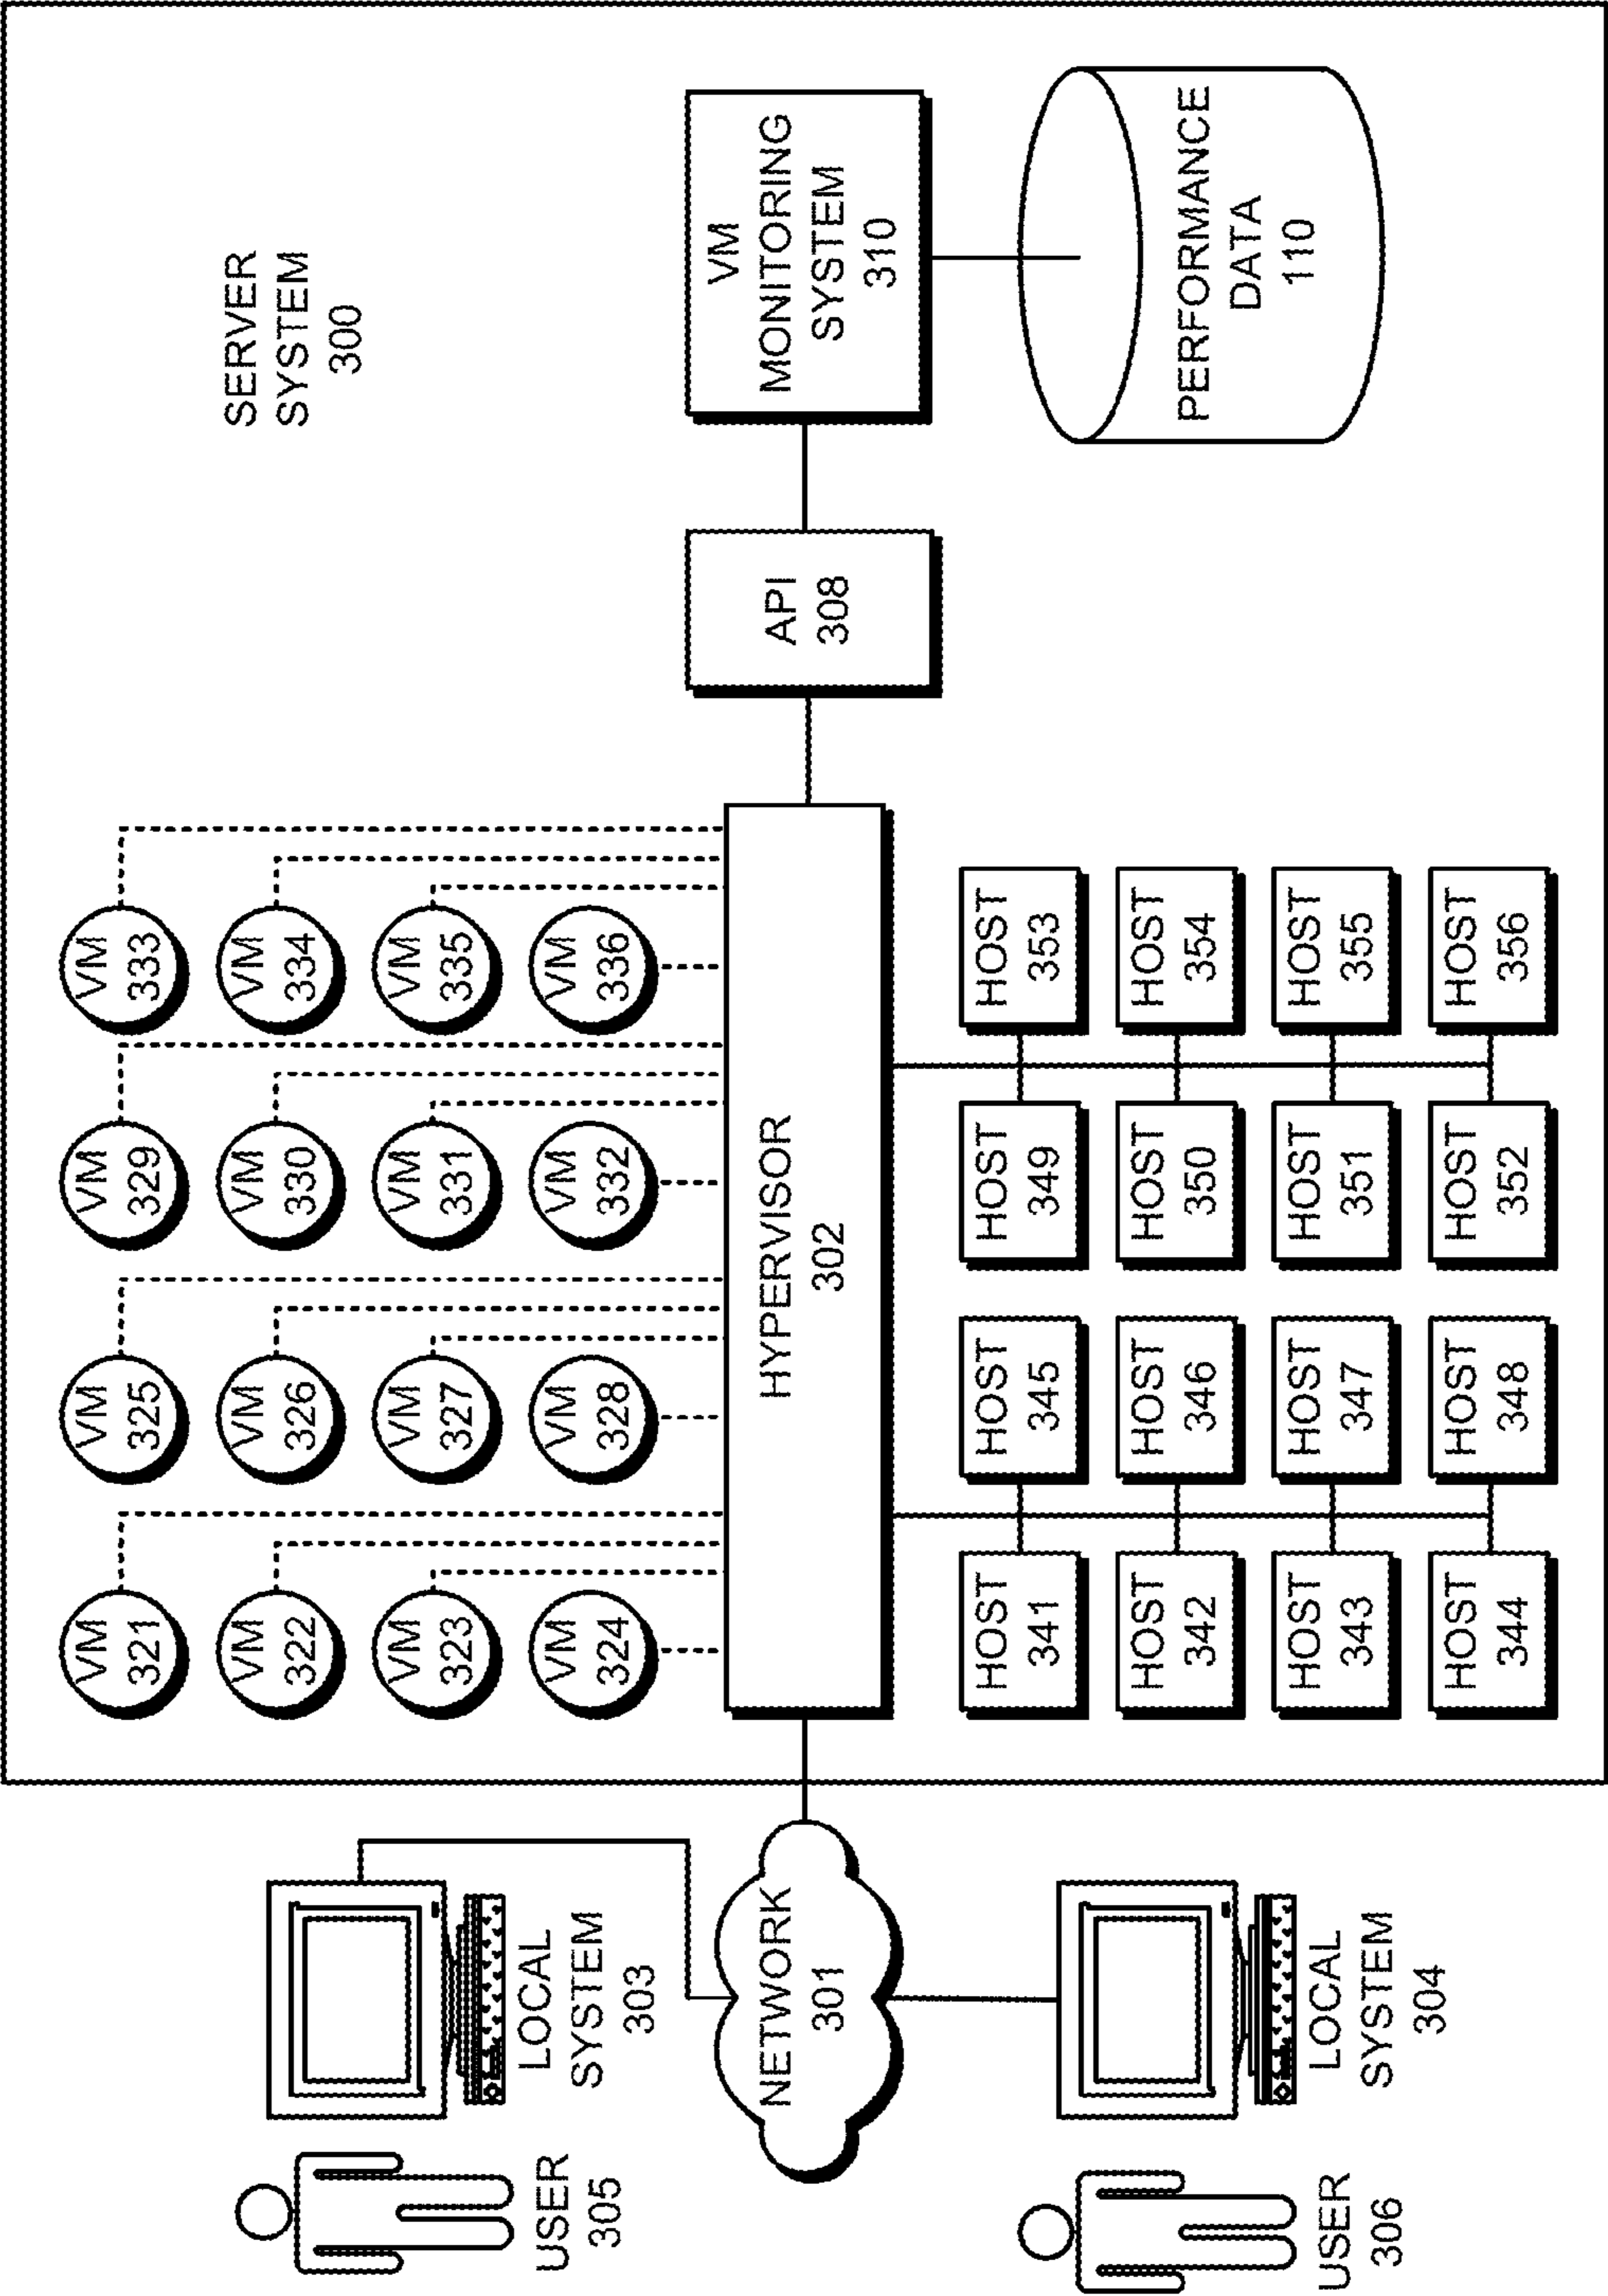 SERVER
SYSTEM
300
VM
321
VM
325
VM
329
VM
333
VM
322
VM
326
VM
330
VM
334
VM
323
VM
327
VM
331
VM
335
VM
324
VM
328
VM
332
VM
336
USER
305
LOCAL
SYSTEM
303
NETWORK
301
HYPERVISOR
302
API
308
VM
MONITORING
SYSTEM
310
PERFORMANCE
DATA
110
HOST
341
HOST
345
HOST
349
HOST
353
HOST
342
HOST
346
HOST
350
HOST
354
HOST
343
HOST
347
HOST
351
HOST
355
HOST
344
HOST
348
HOST
352
HOST
356
USER
306
LOCAL
SYSTEM
304